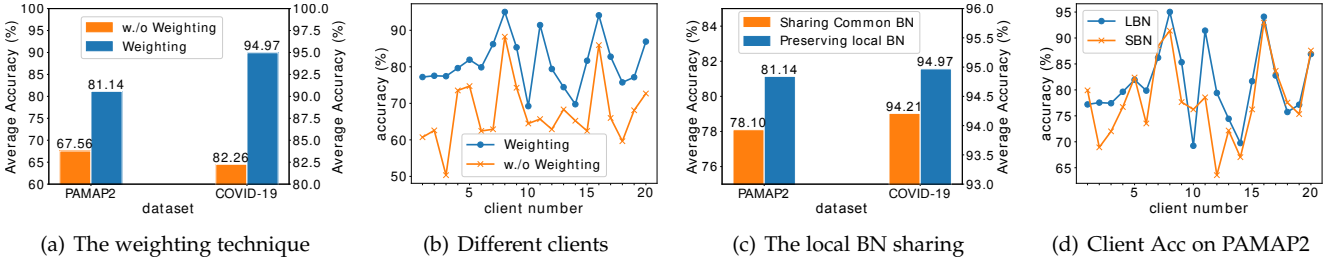 Average Accuracy (%)
100
95
90
85
80
75
70
65
60
w./o Weighting
Weighting
67.56
81.14
82.26
94.97
PAMAP2
COVID-19
dataset
100.0
97.5
95.0
92.5
90.0
87.5
85.0
82.5
80.0
Average Accuracy (%)
(a) The weighting technique
accuracy (%)
90
80
70
60
50
Weighting
w./o Weighting
5
10
15
20
client number
(b) Different clients
Average Accuracy (%)
84
82
80
78
76
Sharing Common BN
Preserving local BN
78.10
81.14
94.21
94.97
PAMAP2
COVID-19
dataset
96.0
95.5
95.0
94.5
94.0
93.5
93.0
Average Accuracy (%)
(c) The local BN sharing
accuracy (%)
95
90
85
80
75
70
65
LBN
SBN
5
10
15
20
client number
(d) Client Acc on PAMAP2